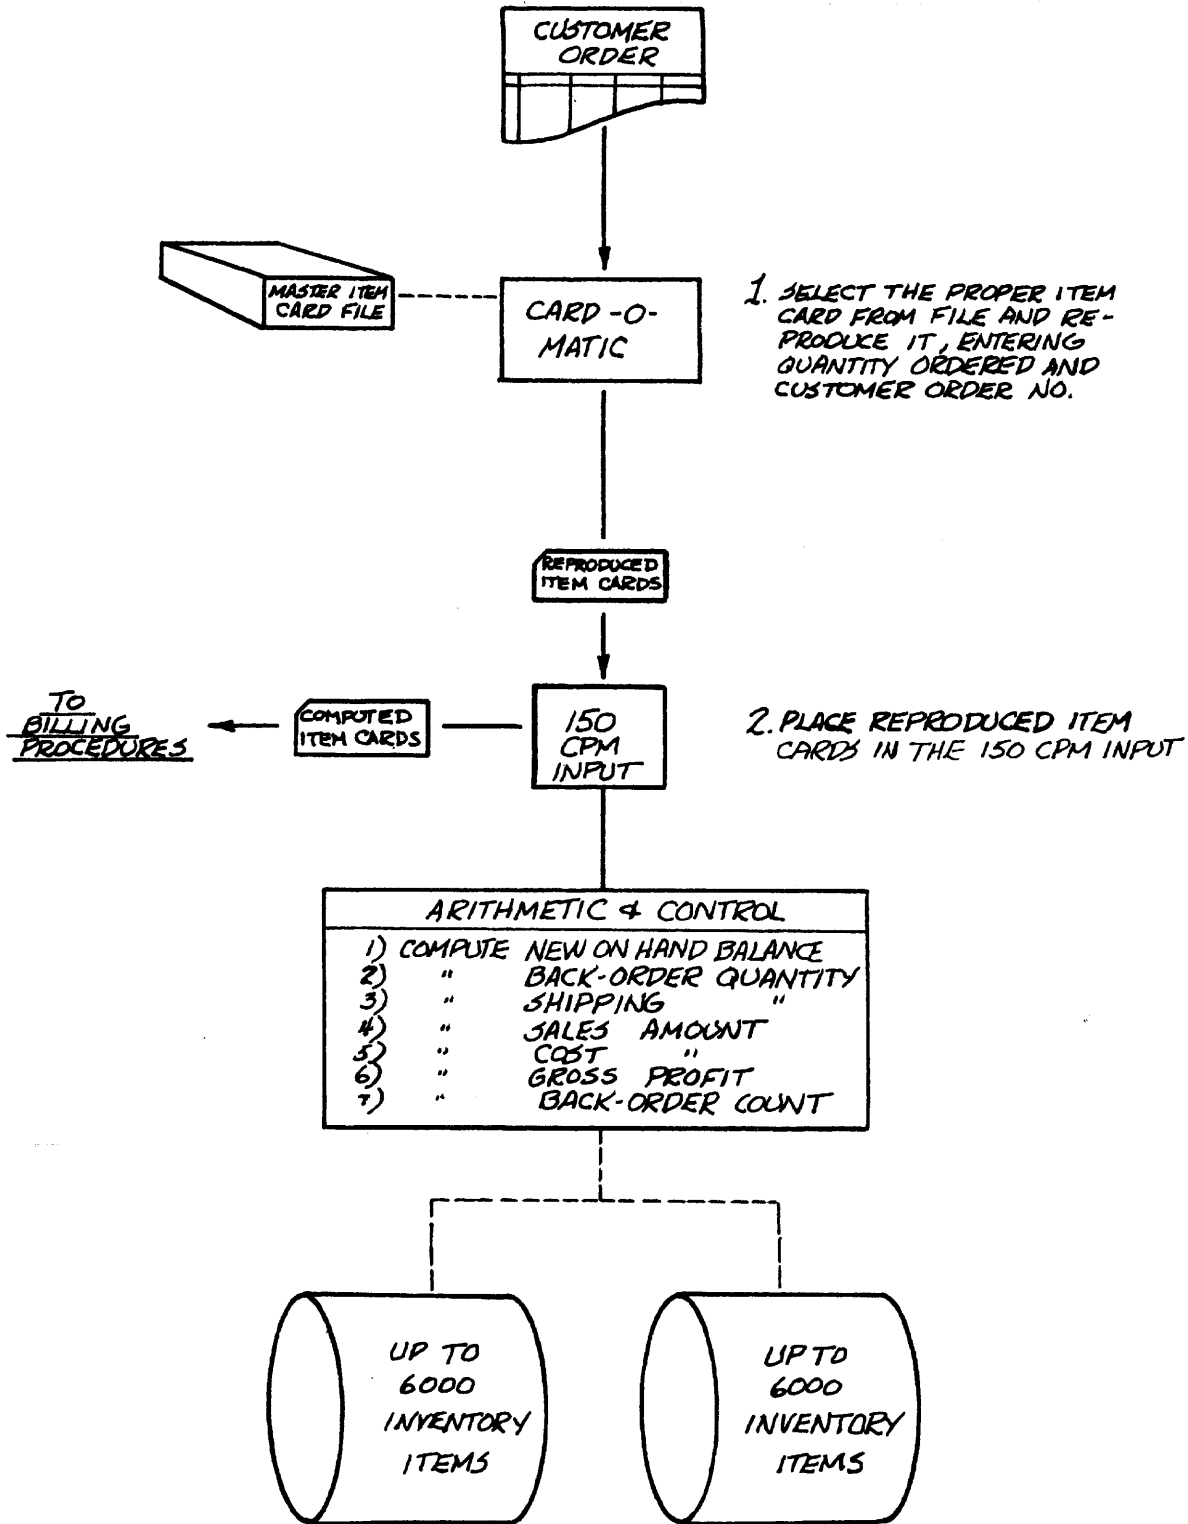 CUSTOMER
ORDER
MASTER ITEM
CARD FILE
CARD-O-
MATIC
1. SELECT THE PROPER ITEM
CARD FROM FILE AND RE-
PRODUCE IT, ENTERING
QUANTITY ORDERED AND
CUSTOMER ORDER NO.
REPRODUCED
ITEM CARDS
TO
BILLING
PROCEDURES
COMPUTED
ITEM CARDS
150
CPM
INPUT
2. PLACE REPRODUCED ITEM
CARDS IN THE 150 CPM INPUT
ARITHMETIC & CONTROL
1) COMPUTE NEW ON HAND BALANCE
2) " BACK-ORDER QUANTITY
3) " SHIPPING "
4) " SALES AMOUNT
5) " COST "
6) " GROSS PROFIT
7) " BACK-ORDER COUNT
UP TO
6000
INVENTORY
ITEMS
UP TO
6000
INVENTORY
ITEMS